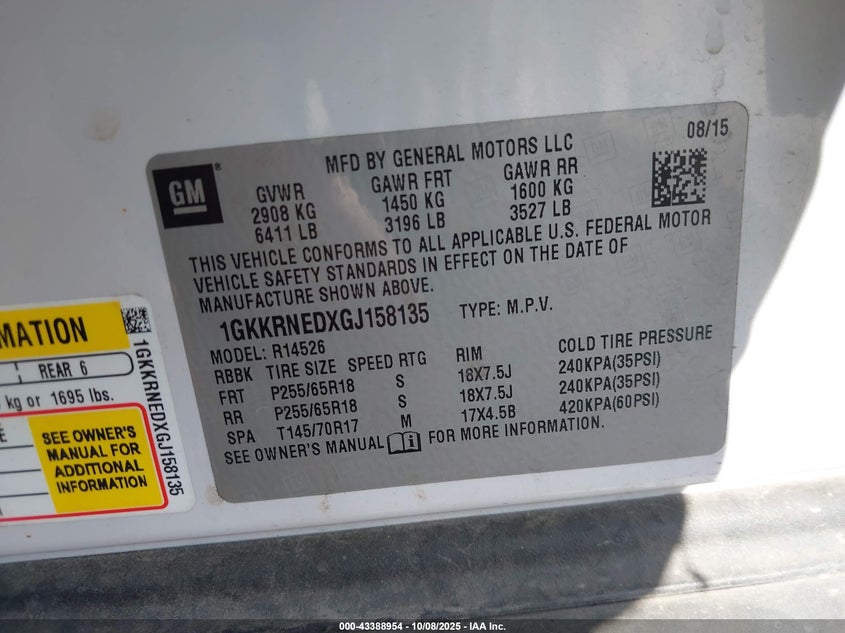 08/15
MFD BY GENERAL MOTORS LLC
GM®
GVWR GAWR FRT GAWR RR
2908 KG 1450 KG 1600 KG
6411 LB 3196 LB 3527 LB
THIS VEHICLE CONFORMS TO ALL APPLICABLE U.S. FEDERAL MOTOR
VEHICLE SAFETY STANDARDS IN EFFECT ON THE DATE OF
MANUFACTURE SHOWN ABOVE.
1GKKRNEDXGJ158135 TYPE: M.P.V.
MODEL: R14526
RBBK TIRE SIZE SPEED RTG RIM COLD TIRE PRESSURE
FRT P255/65R18 S 18X7.5J 240KPA(35PSI)
RR P255/65R18 S 18X7.5J 240KPA(35PSI)
SPA T145/70R17 M 17X4.5B 420KPA(60PSI)
SEE OWNER'S MANUAL FOR MORE INFORMATION.
REAR 6
kg or 1695 lbs.
SEE OWNER'S
MANUAL FOR
ADDITIONAL
INFORMATION
1GKKRNEDXGJ158135
000-43388954 - 10/08/2025 - IAA Inc.